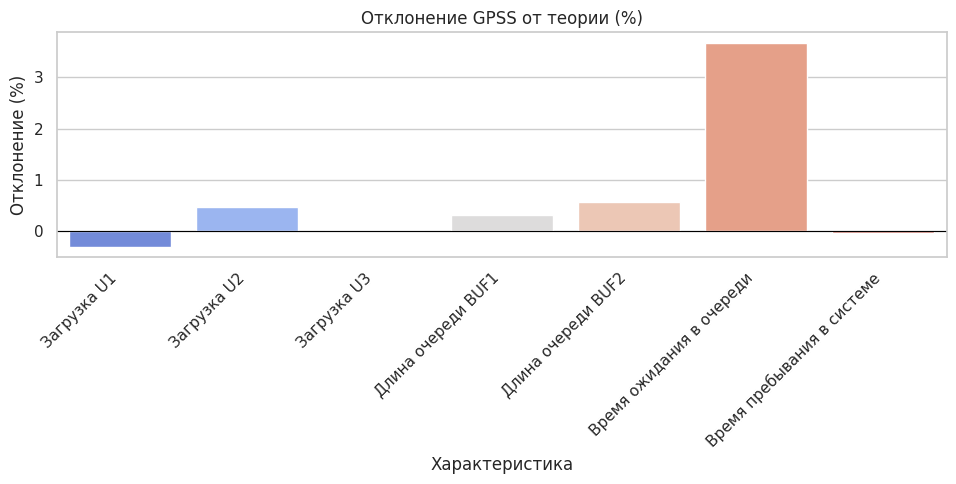 Отклонение GPSS от теории (%)
Отклонение (%)
3
2
1
0
Загрузка U1
Загрузка U2
Загрузка U3
Длина очереди BUF1
Длина очереди BUF2
Время ожидания в очереди
Время пребывания в системе
Характеристика